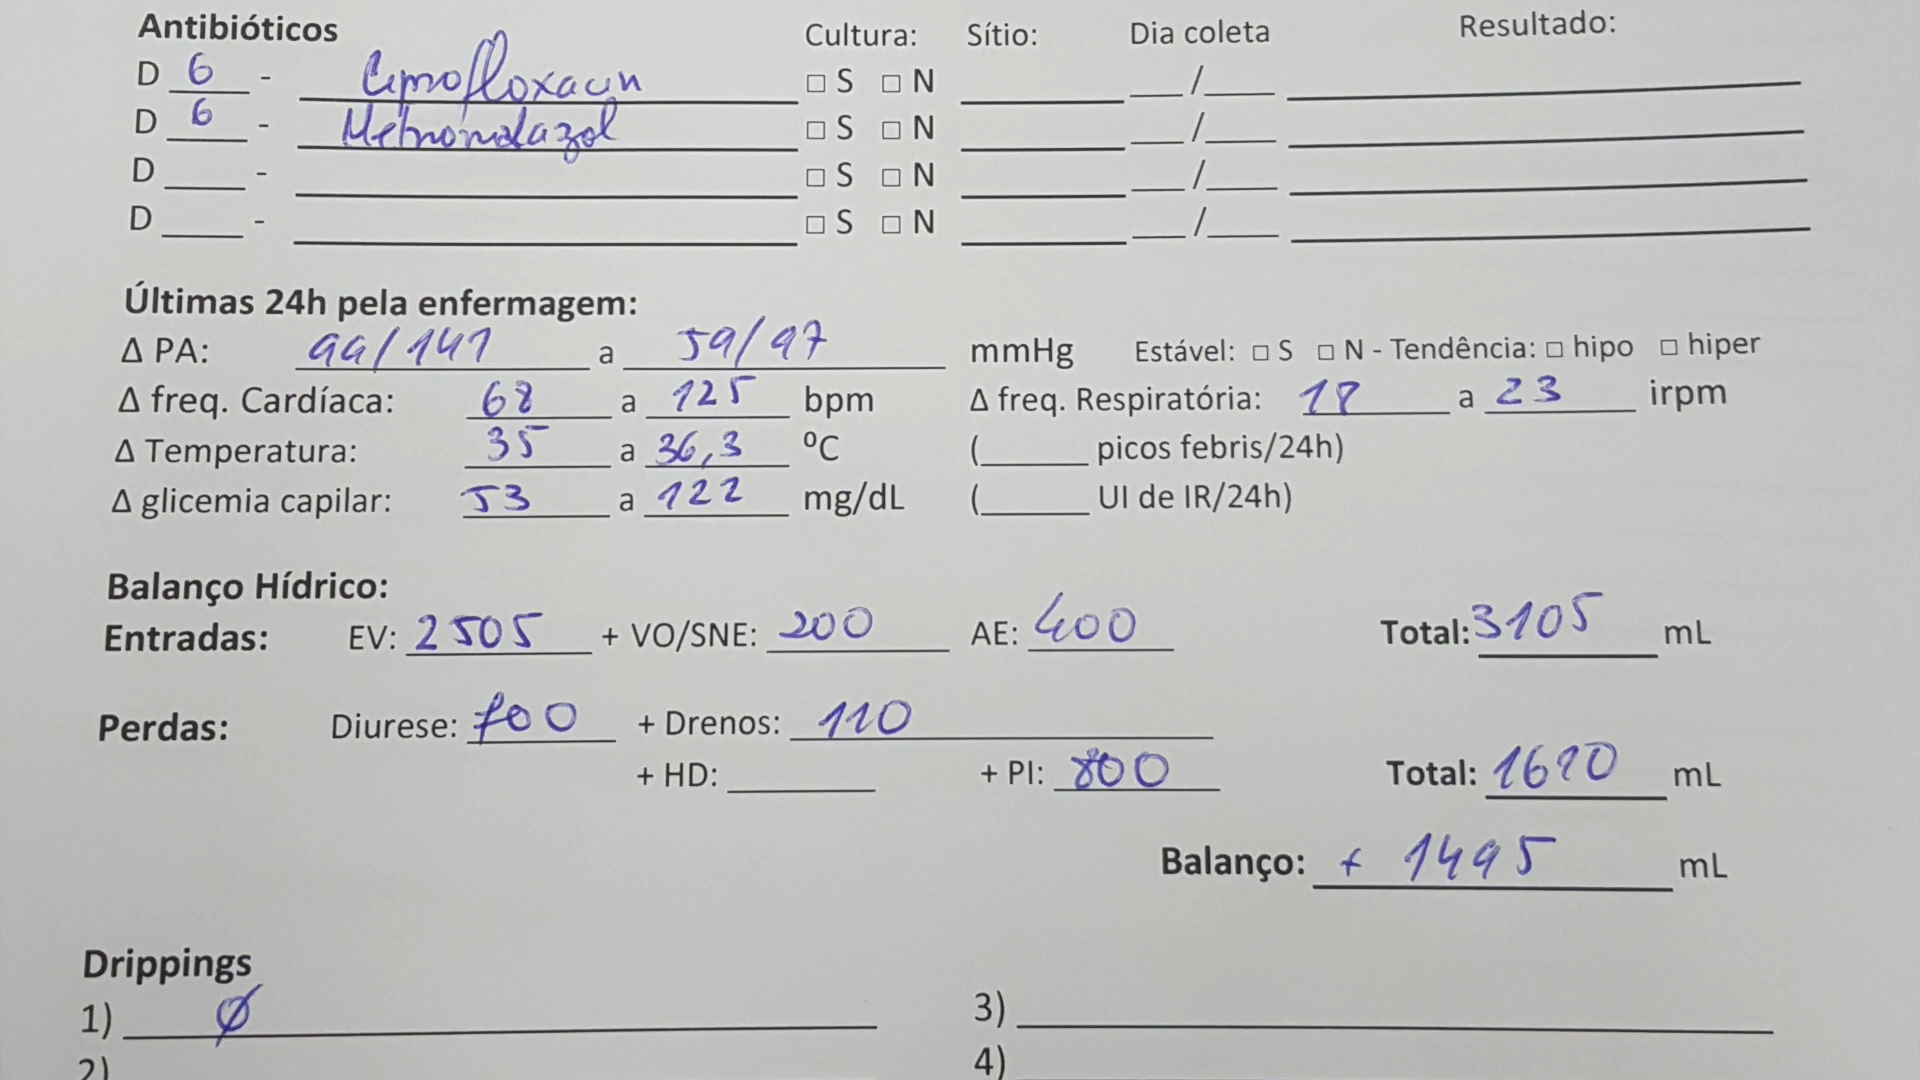 Antibióticos Cultura: Sítio: Dia coleta Resultado:
D 6 - Ciprofloxacin □ S □ N ___/___
D 6 - Metronidazol □ S □ N ___/___
D ___ - □ S □ N ___/___
D ___ - □ S □ N ___/___
Últimas 24h pela enfermagem:
Δ PA: 99/141 a 59/97 mmHg Estável: □ S □ N - Tendência: □ hipo □ hiper
Δ freq. Cardíaca: 68 a 125 bpm Δ freq. Respiratória: 18 a 23 irpm
Δ Temperatura: 35 a 36,3 ºC (______ picos febris/24h)
Δ glicemia capilar: 53 a 122 mg/dL (______ UI de IR/24h)
Balanço Hídrico:
Entradas: EV: 2505 + VO/SNE: 200 AE: 400 Total: 3105 mL
Perdas: Diurese: 700 + Drenos: 110
+ HD: ______ + PI: 800 Total: 1610 mL
Balanço: + 1495 mL
Drippings
1) Ø 3)
2) 4)